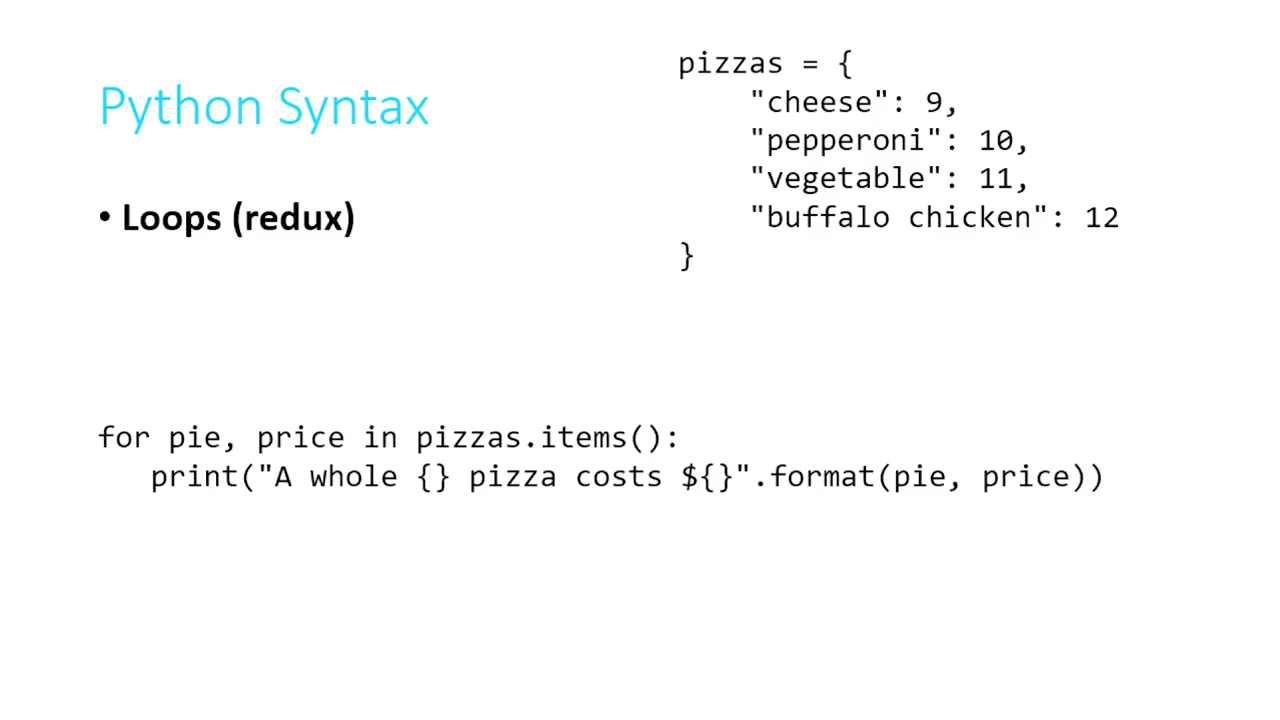 Python Syntax
• Loops (redux)
pizzas = {
    "cheese": 9,
    "pepperoni": 10,
    "vegetable": 11,
    "buffalo chicken": 12
}
for pie, price in pizzas.items():
   print("A whole {} pizza costs ${}".format(pie, price))